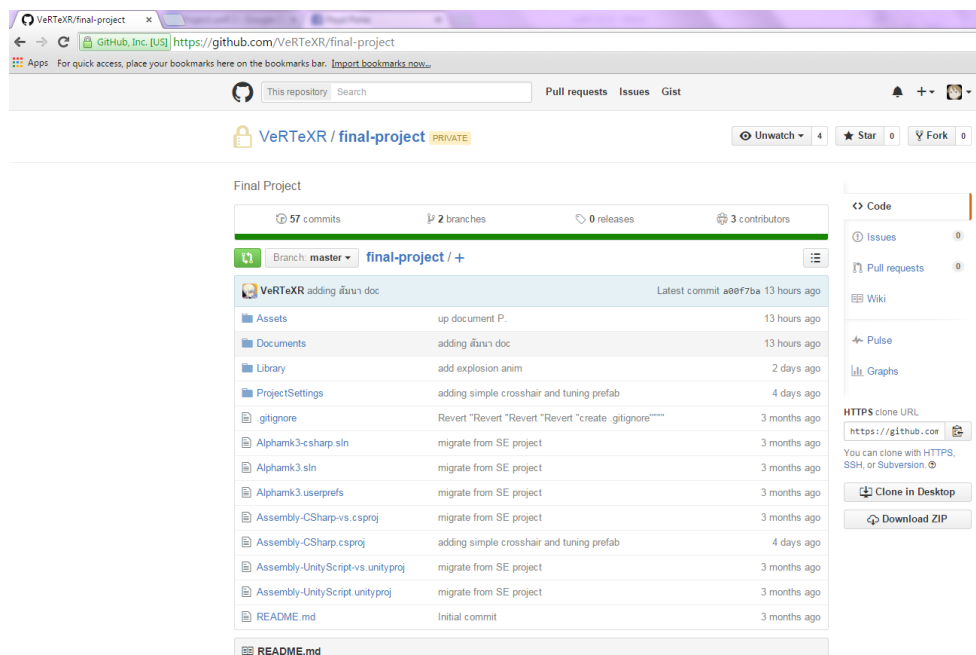 VeRTeXR/final-project ×
GitHub, Inc. [US] https://github.com/VeRTeXR/final-project
Apps For quick access, place your bookmarks here on the bookmarks bar. Import bookmarks now...
This repository Search Pull requests Issues Gist
VeRTeXR / final-project PRIVATE Unwatch 4 Star 0 Fork 0
Final Project
57 commits 2 branches 0 releases 3 contributors
Branch: master final-project / +
VeRTeXR adding สัมนา doc Latest commit a00f7ba 13 hours ago
Assets up document P. 13 hours ago
Documents adding สัมนา doc 13 hours ago
Library add explosion anim 2 days ago
ProjectSettings adding simple crosshair and tuning prefab 4 days ago
.gitignore Revert "Revert "Revert "Revert "create .gitignore"""" 3 months ago
Alphamk3-csharp.sln migrate from SE project 3 months ago
Alphamk3.sln migrate from SE project 3 months ago
Alphamk3.userprefs migrate from SE project 3 months ago
Assembly-CSharp-vs.csproj migrate from SE project 3 months ago
Assembly-CSharp.csproj adding simple crosshair and tuning prefab 4 days ago
Assembly-UnityScript-vs.unityproj migrate from SE project 3 months ago
Assembly-UnityScript.unityproj migrate from SE project 3 months ago
README.md Initial commit 3 months ago
README.md
Code
Issues 0
Pull requests 0
Wiki
Pulse
Graphs
HTTPS clone URL
https://github.con
You can clone with HTTPS,
SSH, or Subversion.
Clone in Desktop
Download ZIP